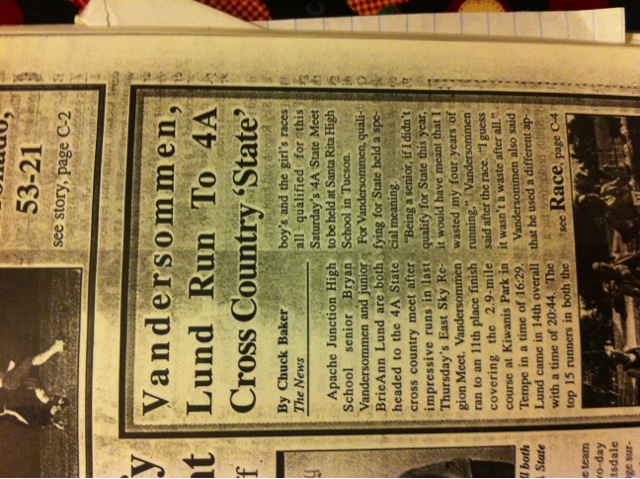 53-21
see story, page C-2
Vandersommen,
Lund Run To 4A
Cross Country 'State'
By Chuck Baker
The News
Apache Junction High
School senior Bryan
Vandersommen and junior
BrieAnn Lund are both
headed to the 4A State
cross country meet after
impressive runs in last
Thursday's East Sky Re-
gion Meet. Vandersommen
ran to an 11th place finish
covering the 2.9-mile
course at Kiwanis Park in
Tempe in a time of 16:29.
Lund came in 14th overall
with a time of 20:44. The
top 15 runners in both the
boy's and the girl's races
all qualified for this
Saturday's 4A State Meet
to be held at Santa Rita High
School in Tucson.
For Vandersommen, quali-
fying for State held a spe-
cial meaning.
"Being a senior, if I didn't
qualify for State this year,
it would have meant that I
wasted my four years of
running," Vandersommen
said after the race. "I guess
it wasn't a waste after all."
Vandersommen also said
that he used a different ap-
see Race, page C-4
both
State
team
wo-day
tsdale